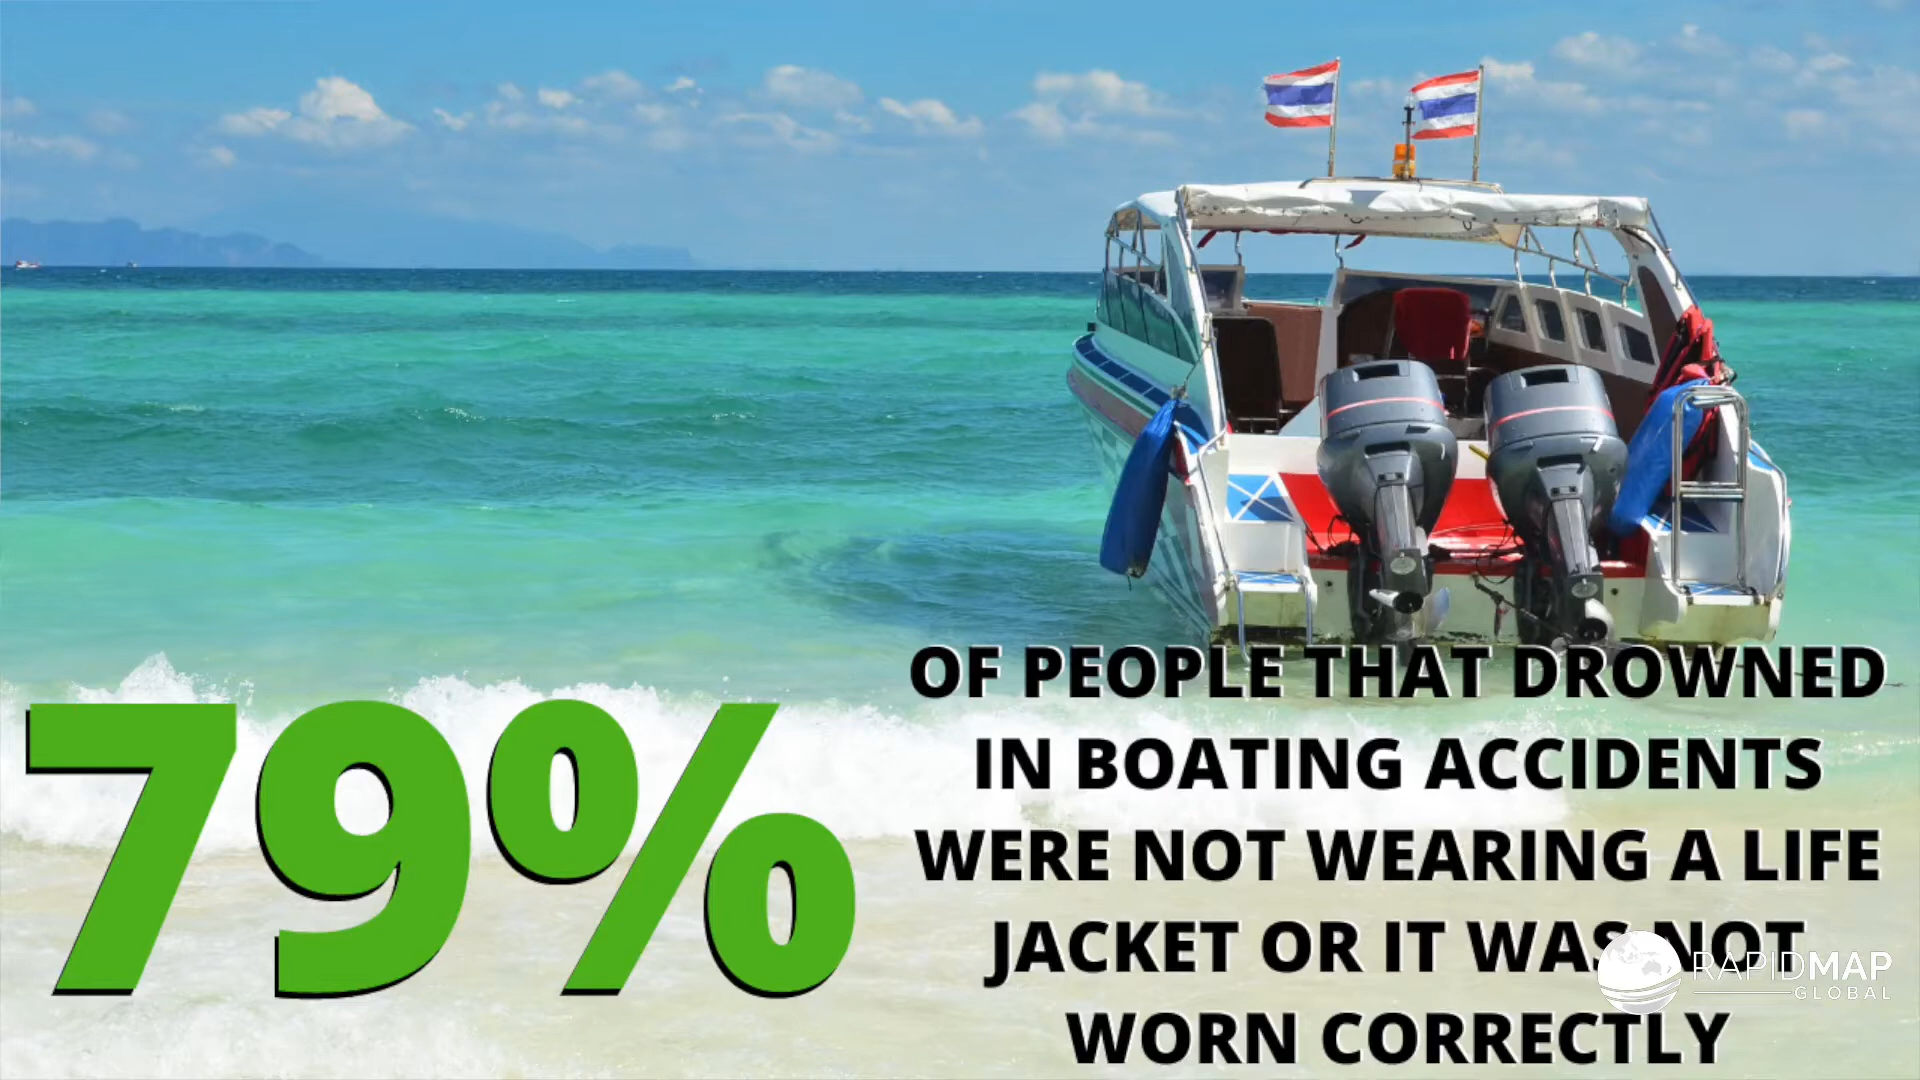 79%
OF PEOPLE THAT DROWNED
IN BOATING ACCIDENTS
WERE NOT WEARING A LIFE
JACKET OR IT WAS NOT
WORN CORRECTLY
RAPIDMAP
GLOBAL